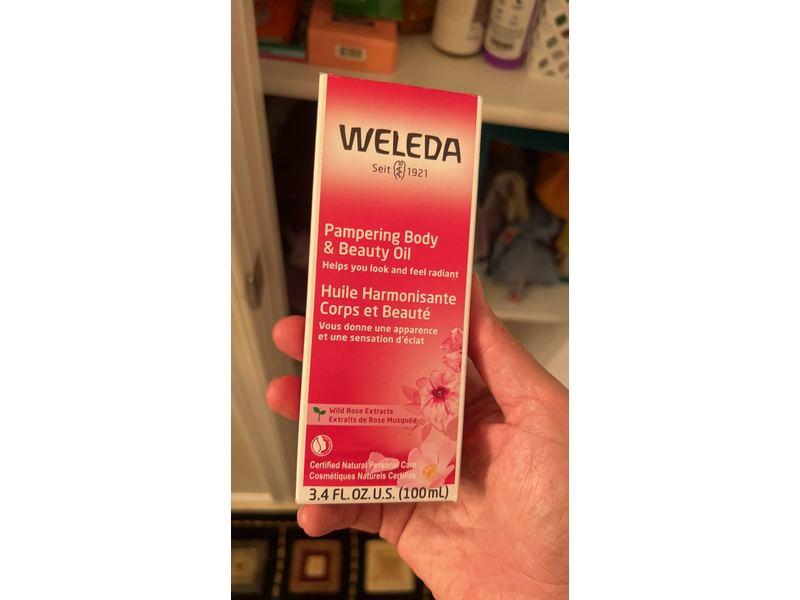 WELEDA
Seit 1921
Pampering Body
& Beauty Oil
Helps you look and feel radiant
Huile Harmonisante
Corps et Beauté
Vous donne une apparence
et une sensation d'éclat
Wild Rose Extracts
Extraits de Rose Musquée
Certified Natural Personal Care
Cosmétiques Naturels Certifiés
3.4 FL. OZ. U.S. (100 mL)